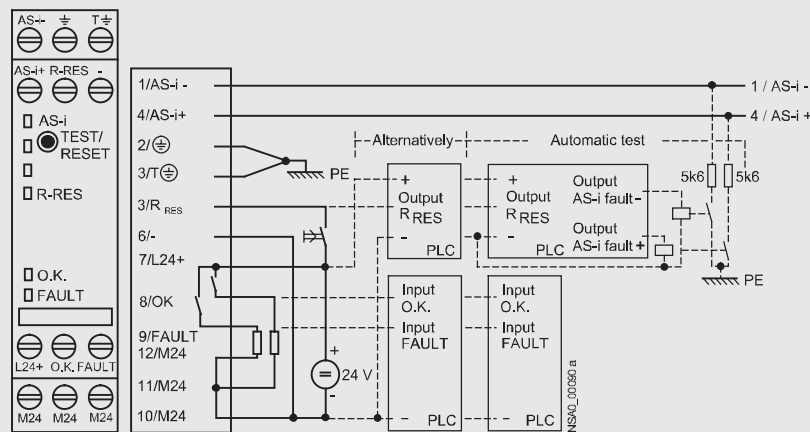 AS-i- ⏚ T⏚
AS-i+ R-RES -
AS-i
TEST/
RESET
R-RES
O.K.
FAULT
L24+ O.K. FAULT
M24 M24 M24
1/AS-i -
4/AS-i+
2/
3/T
3/R RES
6/-
7/L24+
8/OK
9/FAULT
12/M24
11/M24
10/M24
PE
+
24 V
-
Alternatively
+
Output
R RES
-
PLC
Input
O.K.
Input
FAULT
-
PLC
Automatic test
+
Output
R RES
-
PLC
Output
AS-i fault -
Output
AS-i fault +
Input
O.K.
Input
FAULT
-
PLC
1 / AS-i -
4 / AS-i +
5k6 5k6
PE
NSA0_00090 a